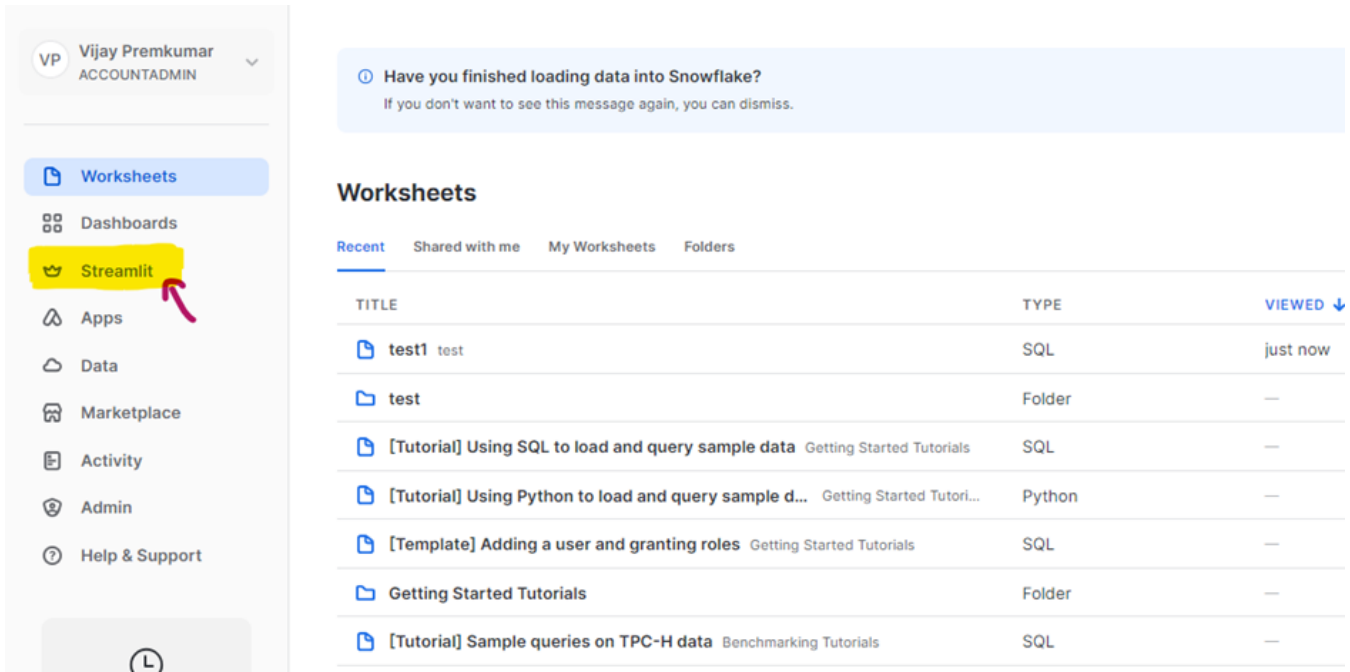 VP Vijay Premkumar
ACCOUNTADMIN
Worksheets
Dashboards
Streamlit
Apps
Data
Marketplace
Activity
Admin
Help & Support
Have you finished loading data into Snowflake?
If you don't want to see this message again, you can dismiss.
Worksheets
Recent Shared with me My Worksheets Folders
TITLE TYPE VIEWED
test1 test SQL just now
test Folder —
[Tutorial] Using SQL to load and query sample data Getting Started Tutorials SQL —
[Tutorial] Using Python to load and query sample d... Getting Started Tutori... Python —
[Template] Adding a user and granting roles Getting Started Tutorials SQL —
Getting Started Tutorials Folder —
[Tutorial] Sample queries on TPC-H data Benchmarking Tutorials SQL —